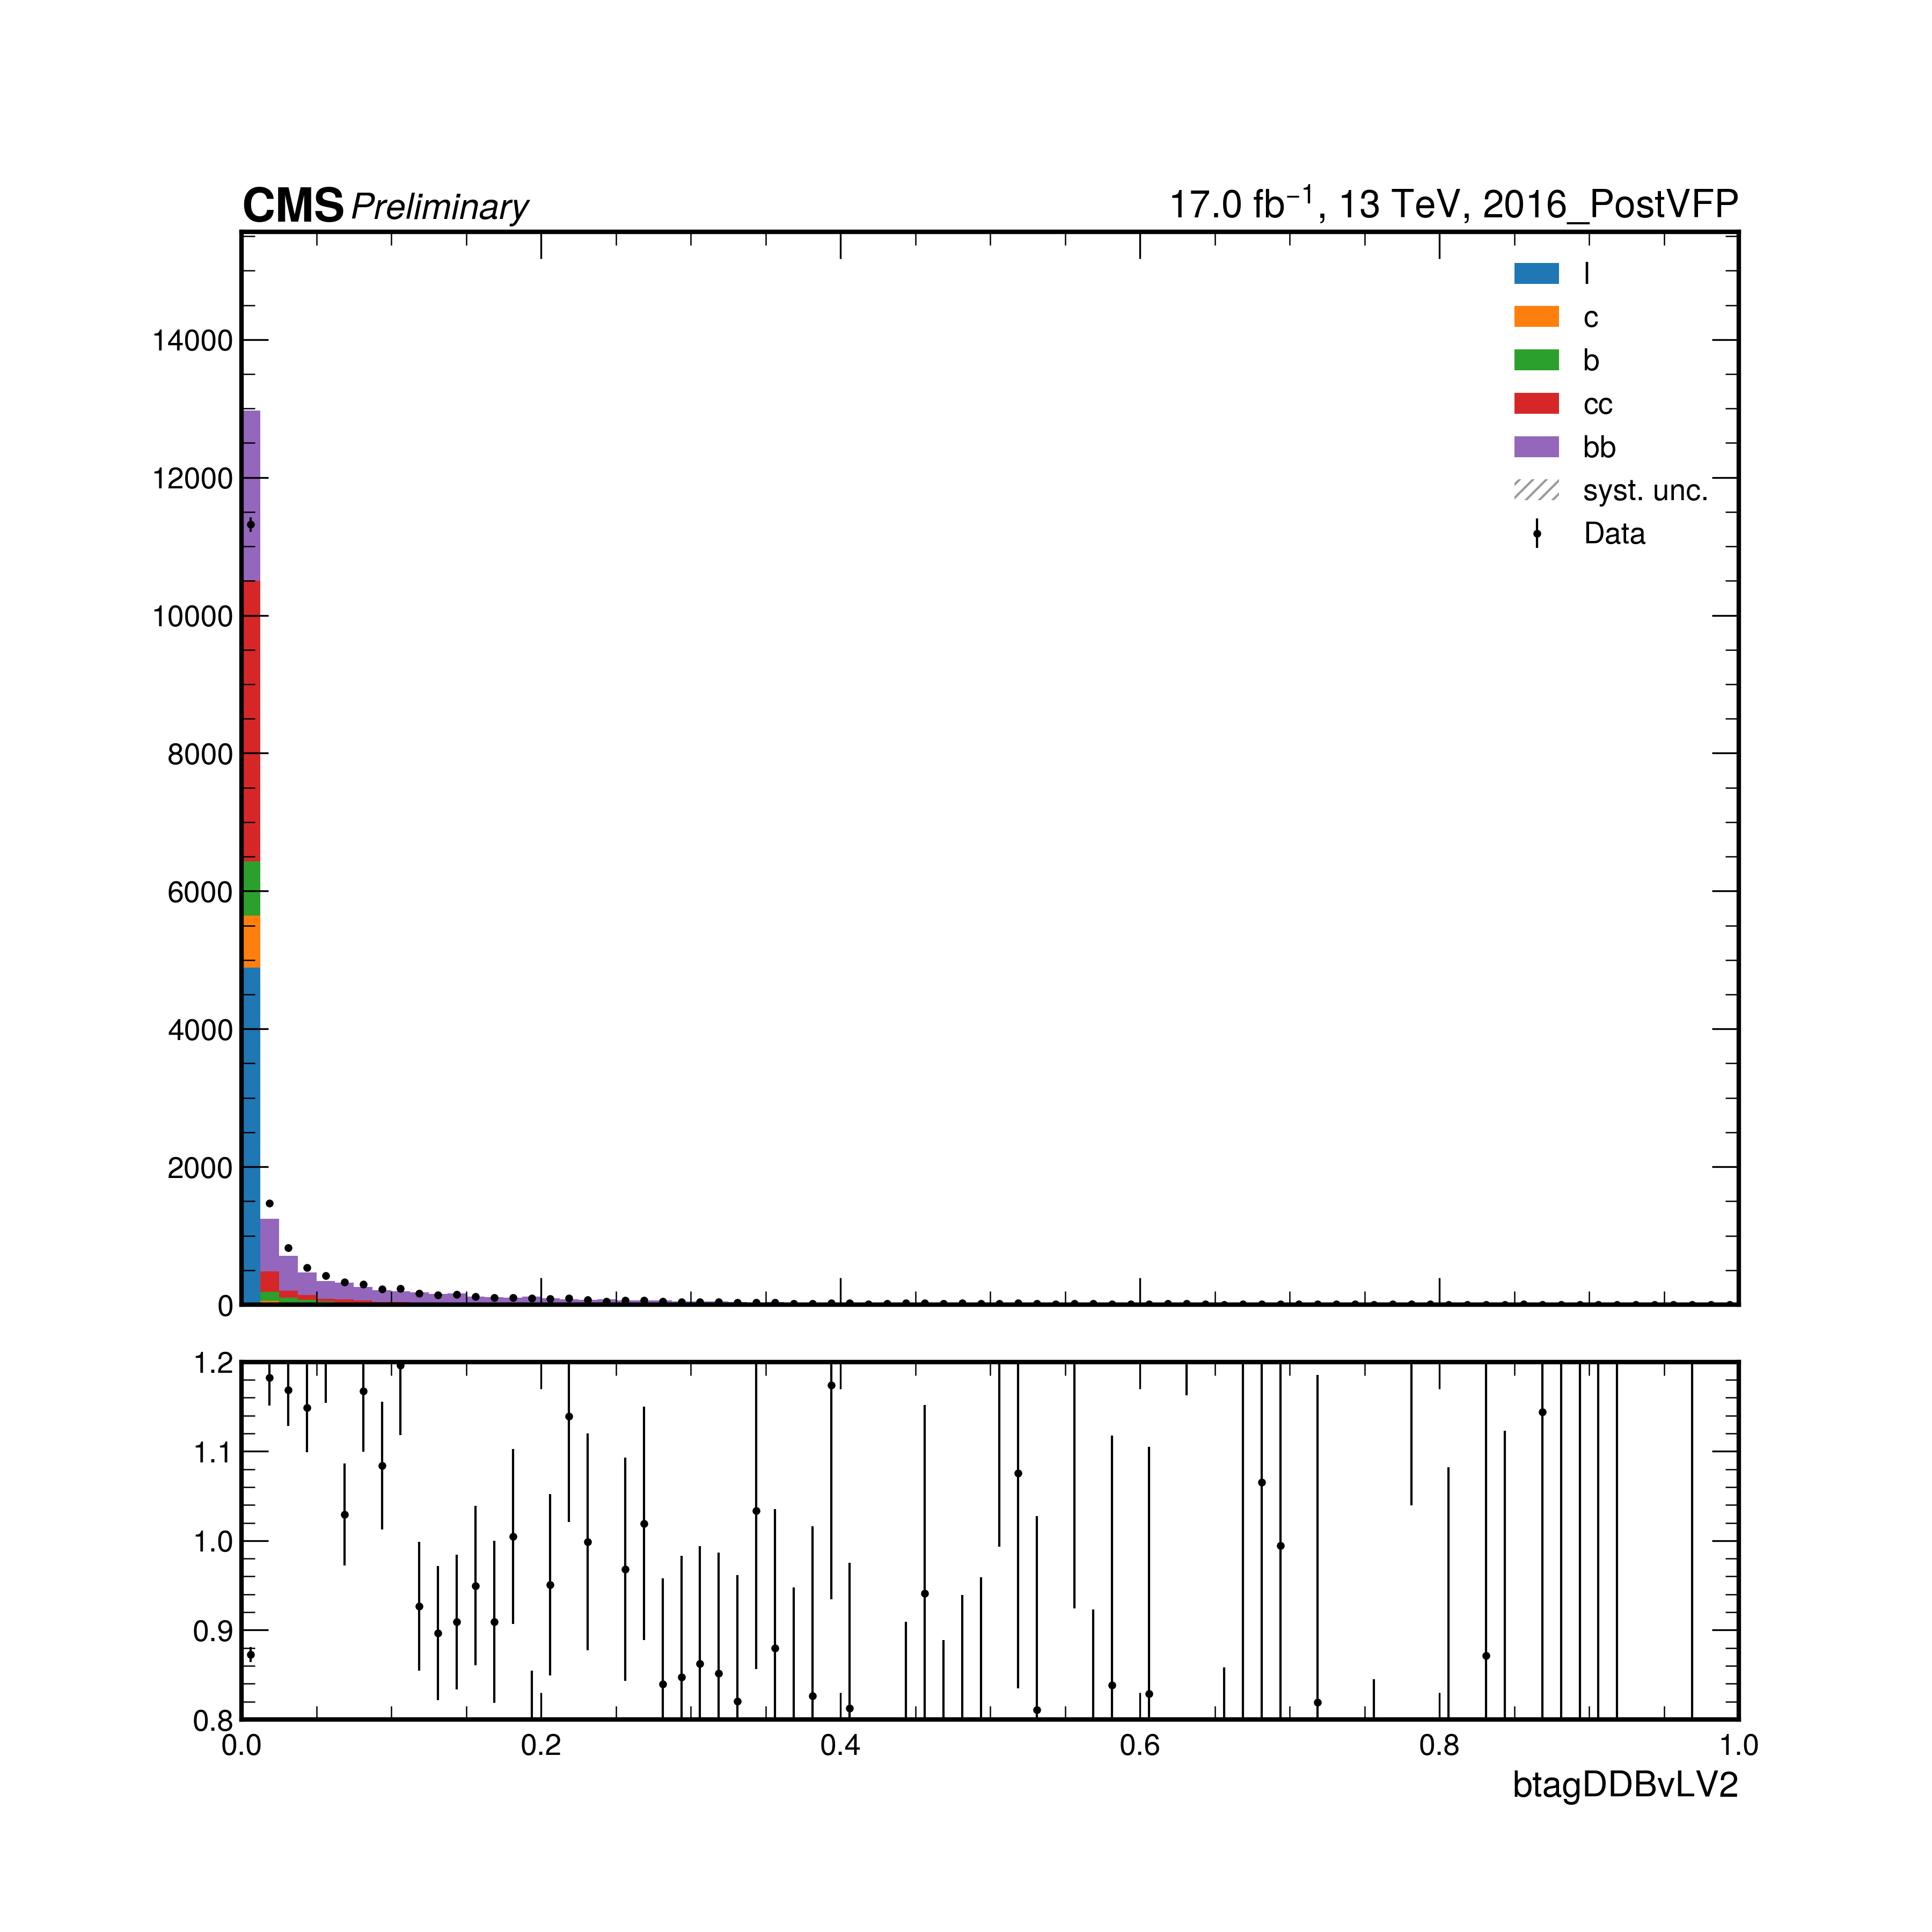 CMS Preliminary
17.0 fb⁻¹, 13 TeV, 2016_PostVFP
l
c
b
cc
bb
syst. unc.
Data
14000
12000
10000
8000
6000
4000
2000
0
1.2
1.1
1.0
0.9
0.8
0.0 0.2 0.4 0.6 0.8 1.0
btagDDBvLV2